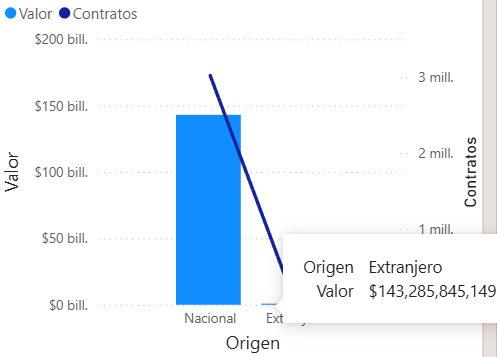 Valor Contratos
$200 bill.
$150 bill.
$100 bill.
$50 bill.
$0 bill.
Valor
3 mill.
2 mill.
1 mill.
Contratos
Nacional
Origen
Origen Extranjero
Valor $143,285,845,149